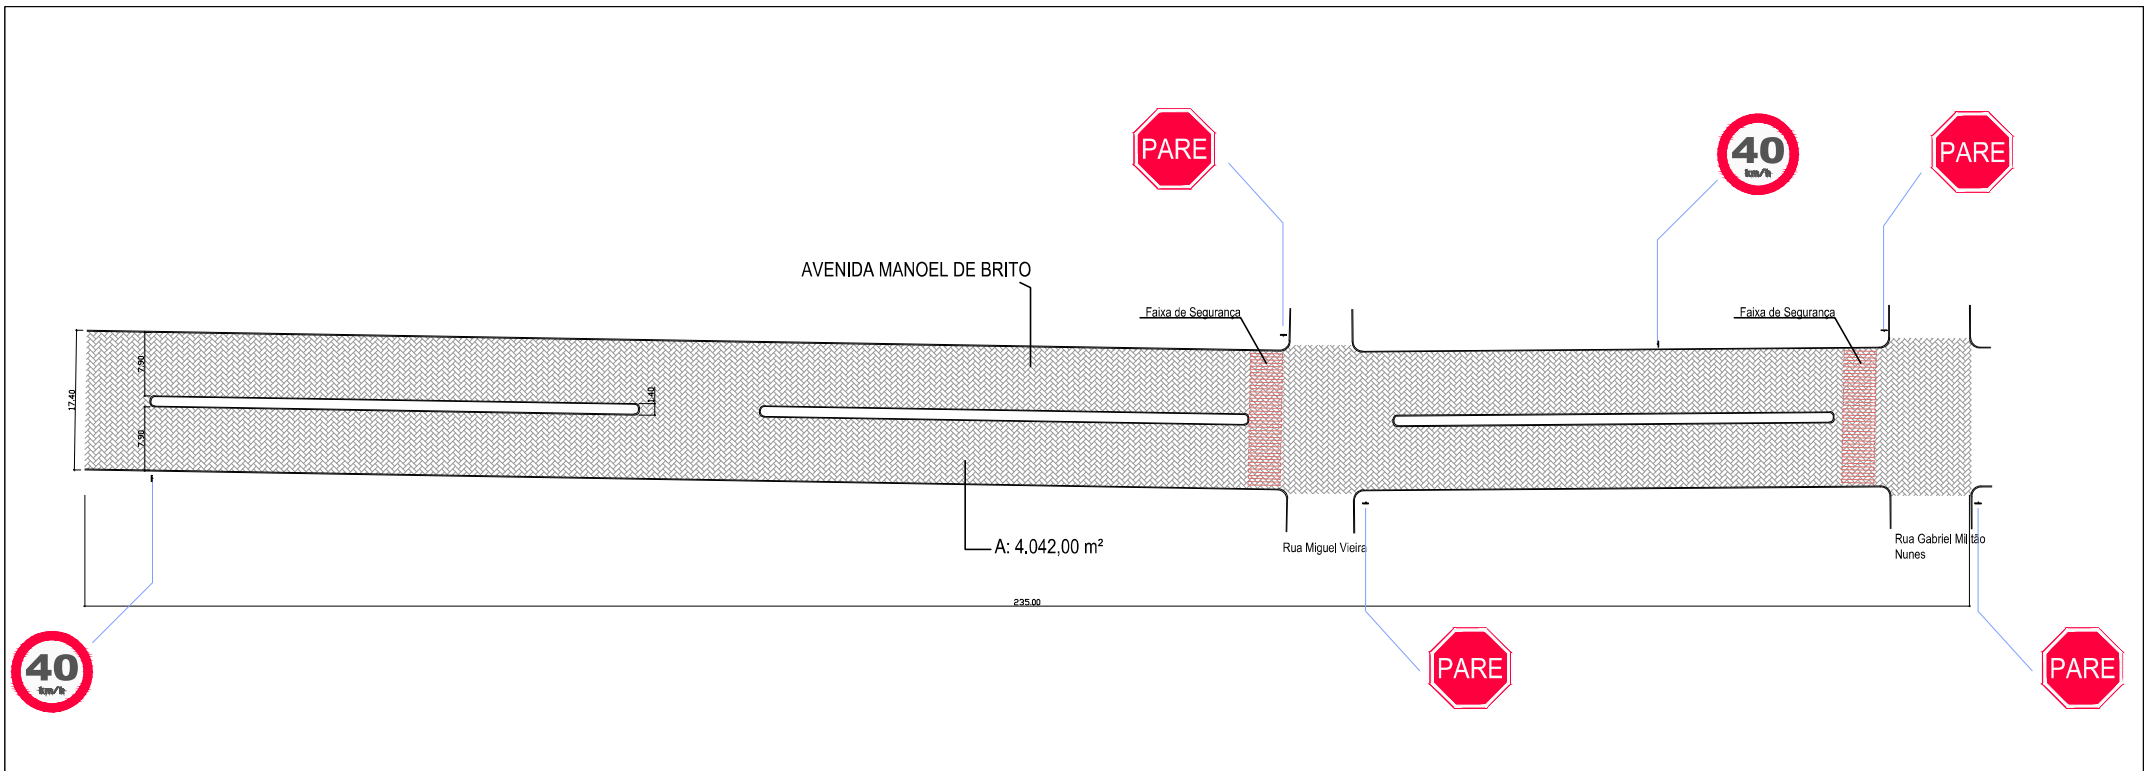 PARE
40
km/h
PARE
AVENIDA MANOEL DE BRITO
Faixa de Segurança
Faixa de Segurança
7.90
17.40
1.40
7.90
A: 4.042,00 m²
Rua Miguel Vieira
Rua Gabriel Militão
Nunes
235.00
40
km/h
PARE
PARE